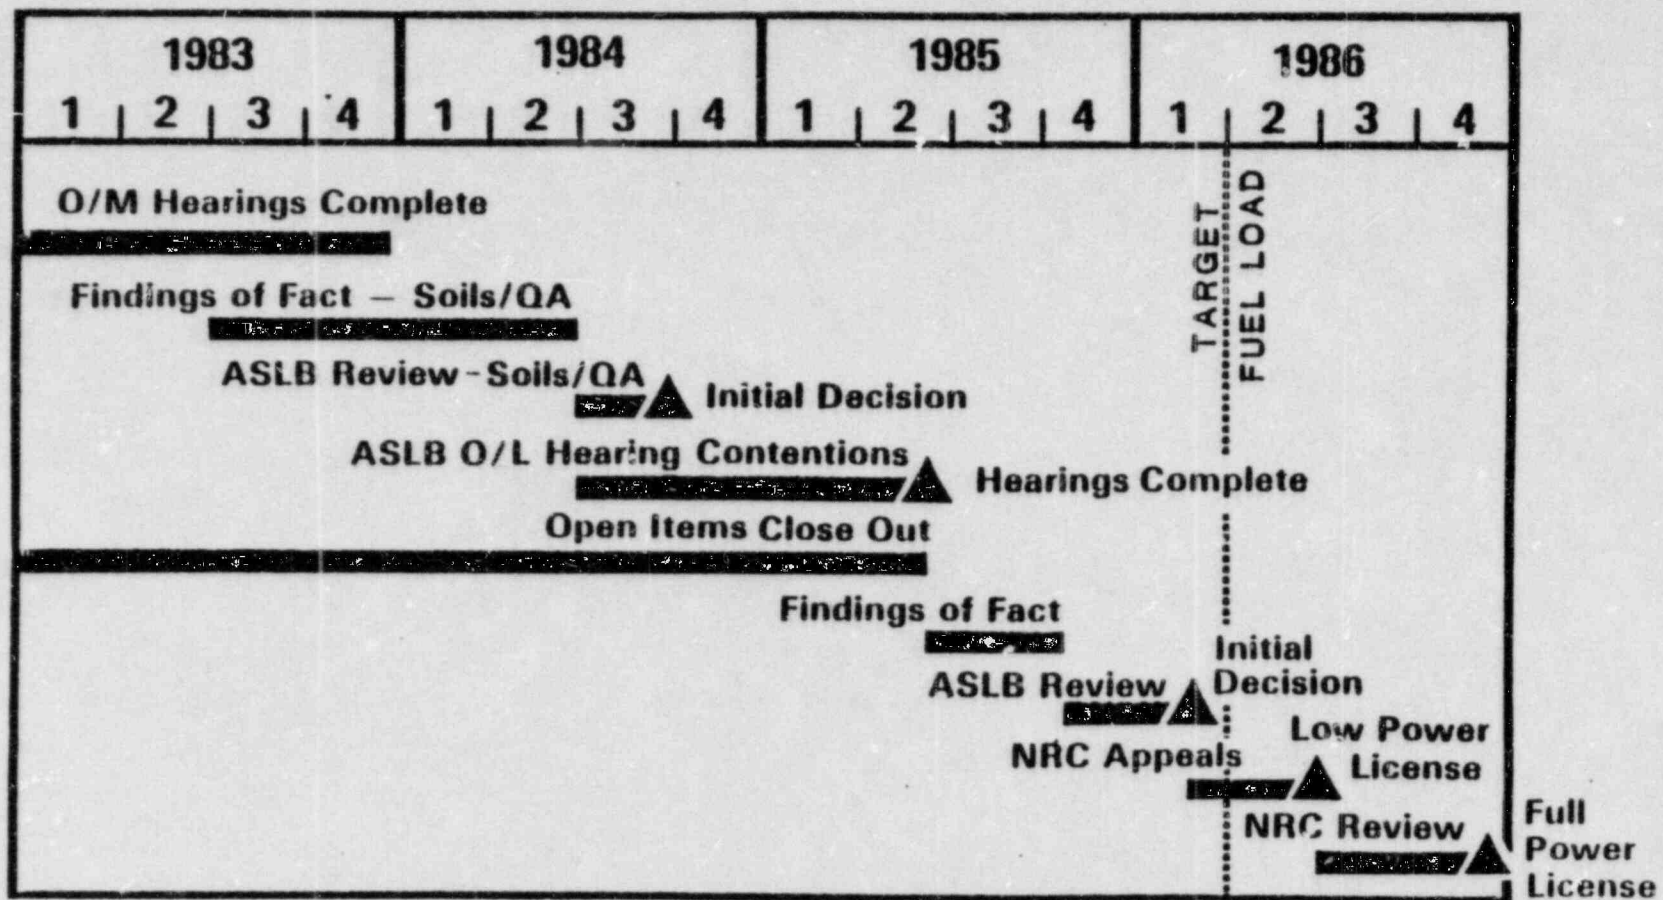 1983 1984 1985 1986
1 2 3 4 1 2 3 4 1 2 3 4 1 2 3 4
TARGET
FUEL LOAD
O/M Hearings Complete
Findings of Fact – Soils/QA
ASLB Review - Soils/QA
Initial Decision
ASLB O/L Hearing Contentions
Hearings Complete
Open Items Close Out
Findings of Fact
ASLB Review
Initial
Decision
NRC Appeals
Low Power
License
NRC Review
Full
Power
License